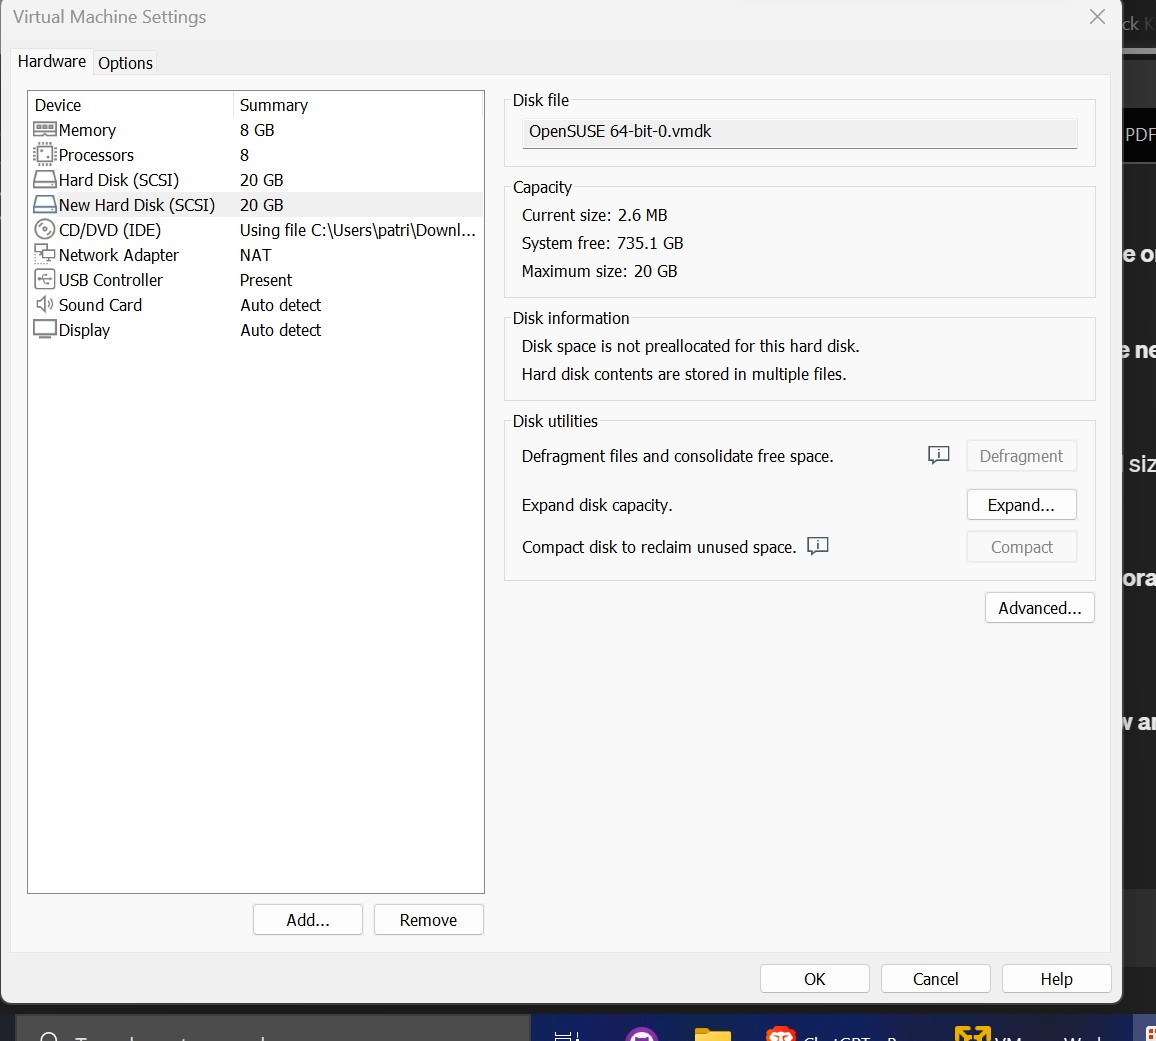 Virtual Machine Settings
Hardware
Options
Device Summary
Memory 8 GB
Processors 8
Hard Disk (SCSI) 20 GB
New Hard Disk (SCSI) 20 GB
CD/DVD (IDE) Using file C:\Users\patri\Downl...
Network Adapter NAT
USB Controller Present
Sound Card Auto detect
Display Auto detect
Add...
Remove
Disk file
OpenSUSE 64-bit-0.vmdk
Capacity
Current size: 2.6 MB
System free: 735.1 GB
Maximum size: 20 GB
Disk information
Disk space is not preallocated for this hard disk.
Hard disk contents are stored in multiple files.
Disk utilities
Defragment files and consolidate free space.
Defragment
Expand disk capacity.
Expand...
Compact disk to reclaim unused space.
Compact
Advanced...
OK
Cancel
Help
PDF